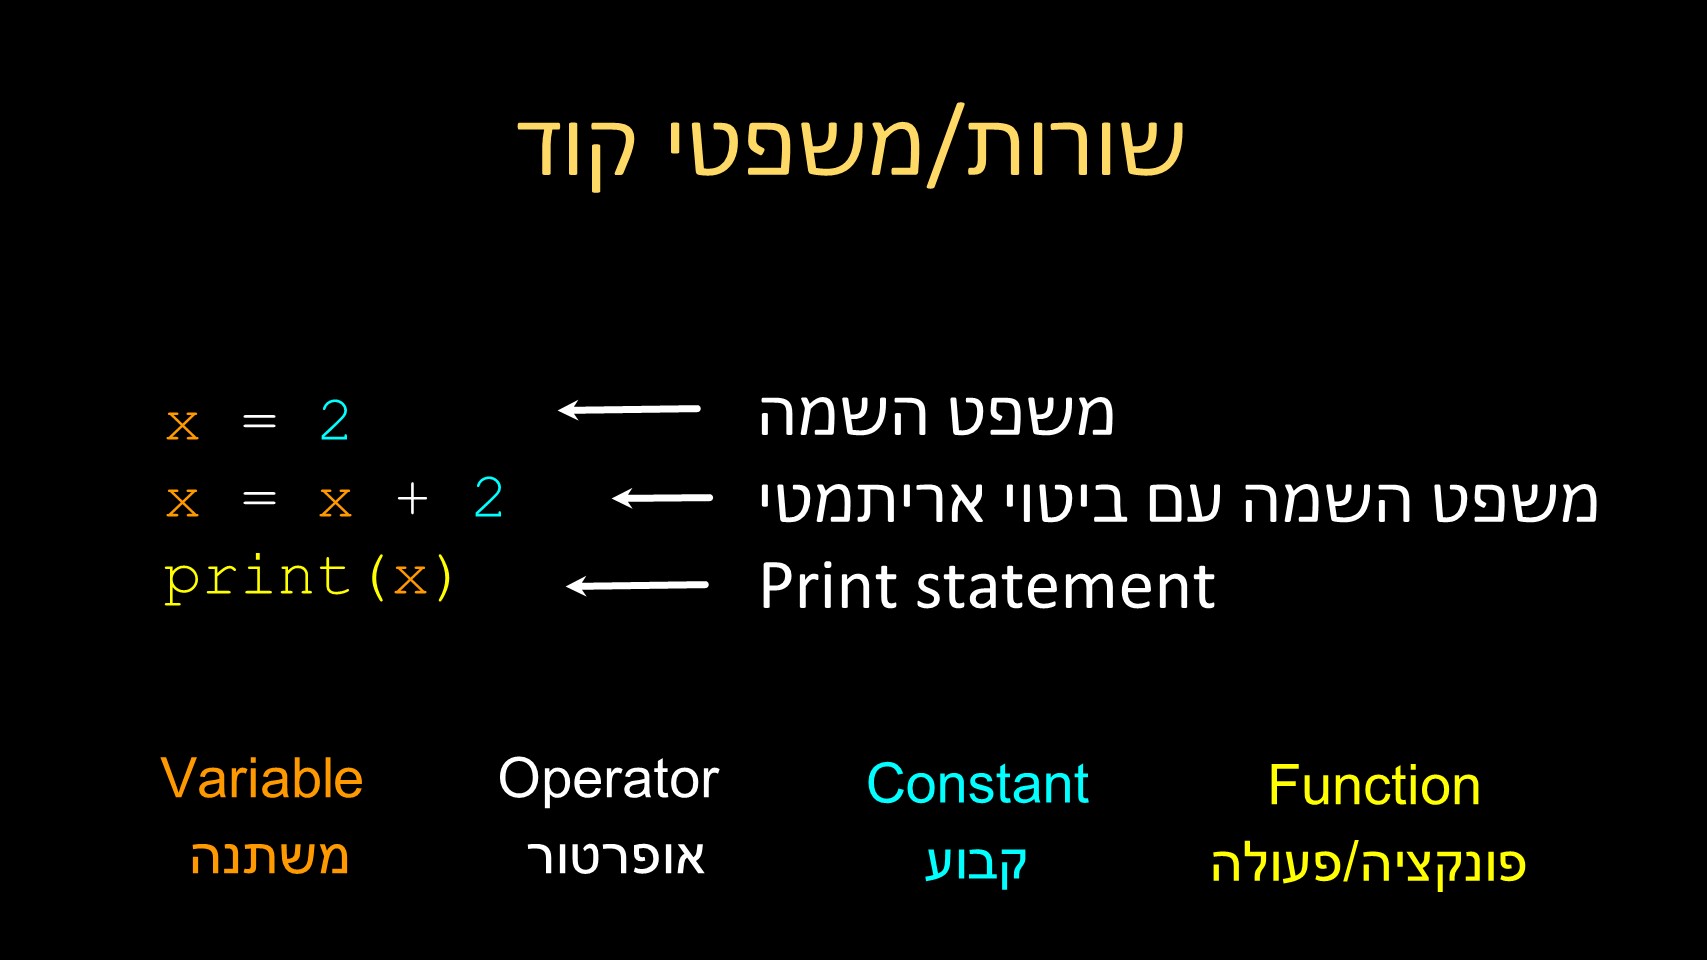 שורות/משפטי קוד
x = 2
משפט השמה
x = x + 2
משפט השמה עם ביטוי אריתמטי
print(x)
Print statement
Variable
Operator
Constant
Function
משתנה
אופרטור
קבוע
פונקציה/פעולה